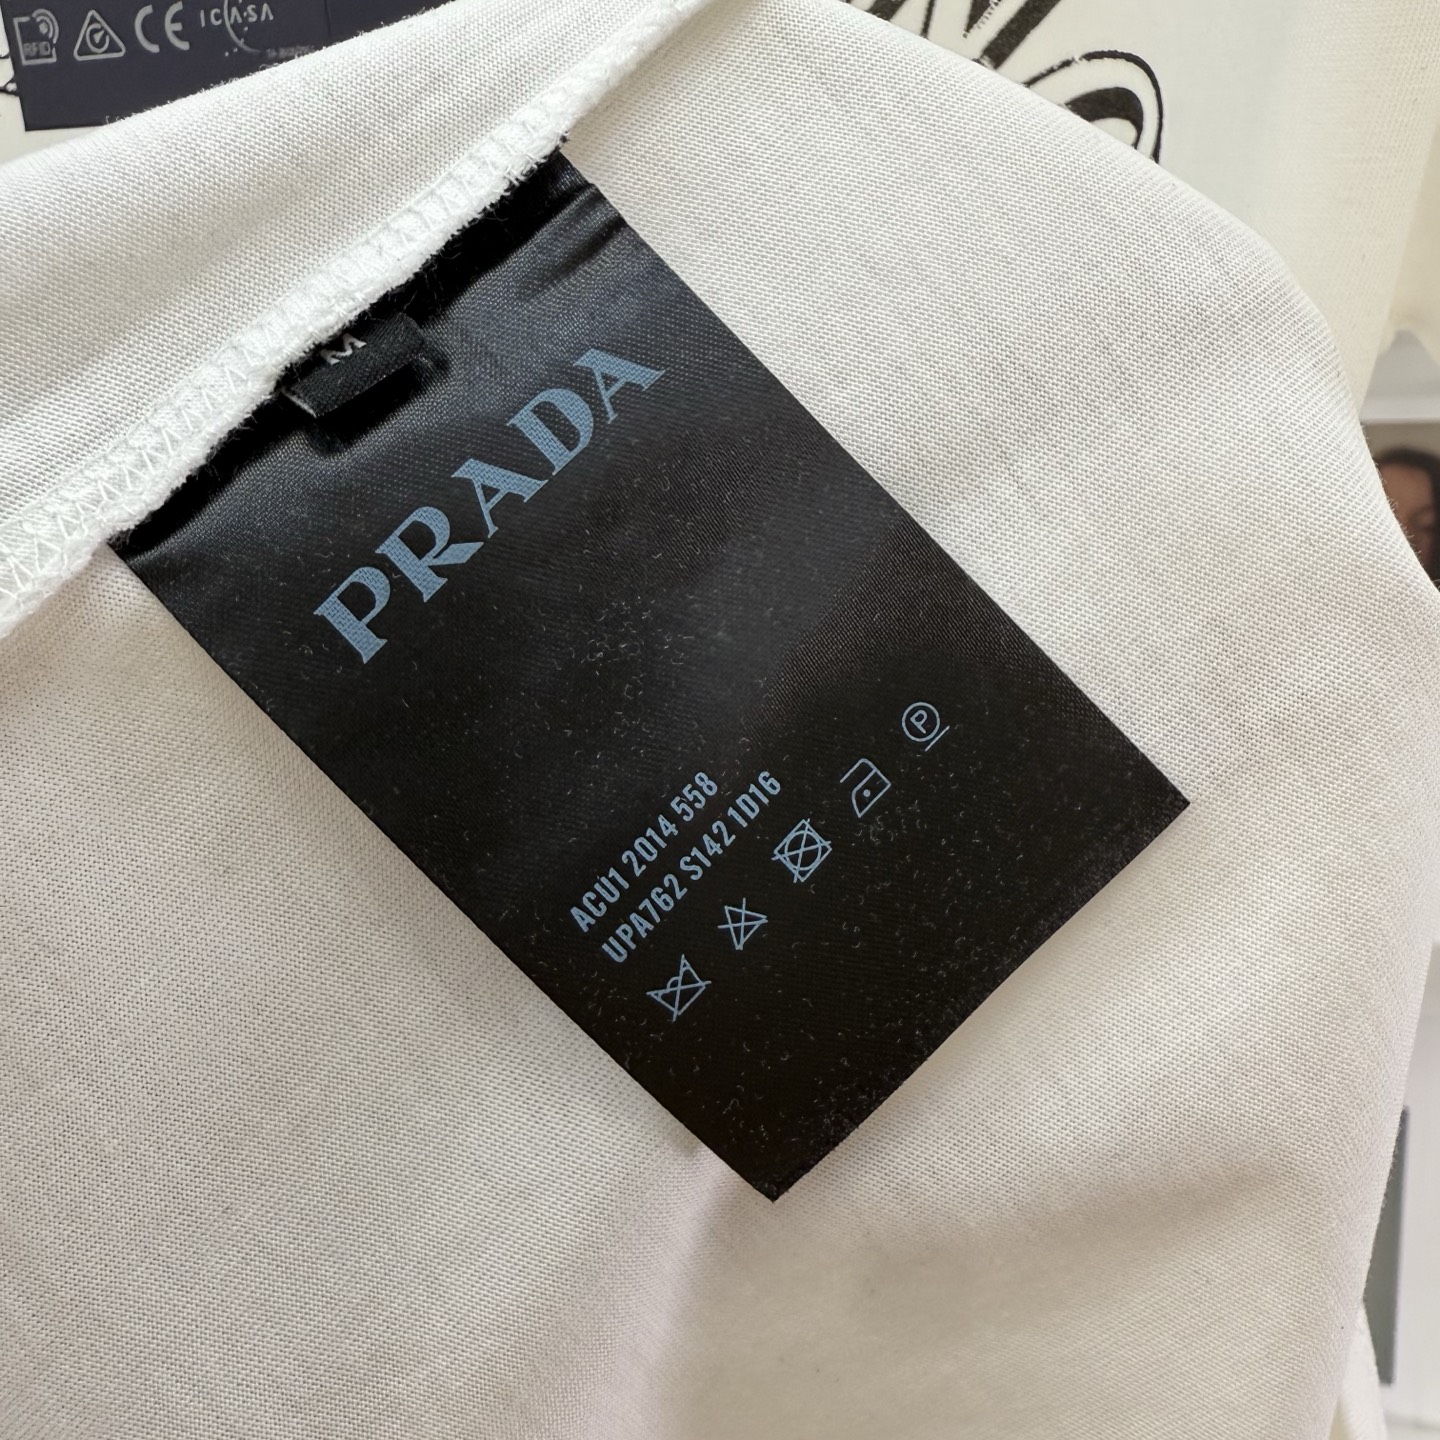 RFID
CE
ICASA
M
PRADA
ACU1 2014 558
UPA762 S142 1D16
P